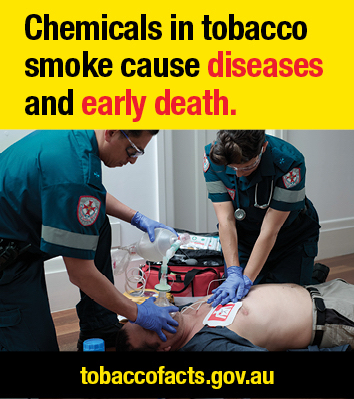 Chemicals in tobacco
smoke cause diseases
and early death.
tobaccofacts.gov.au